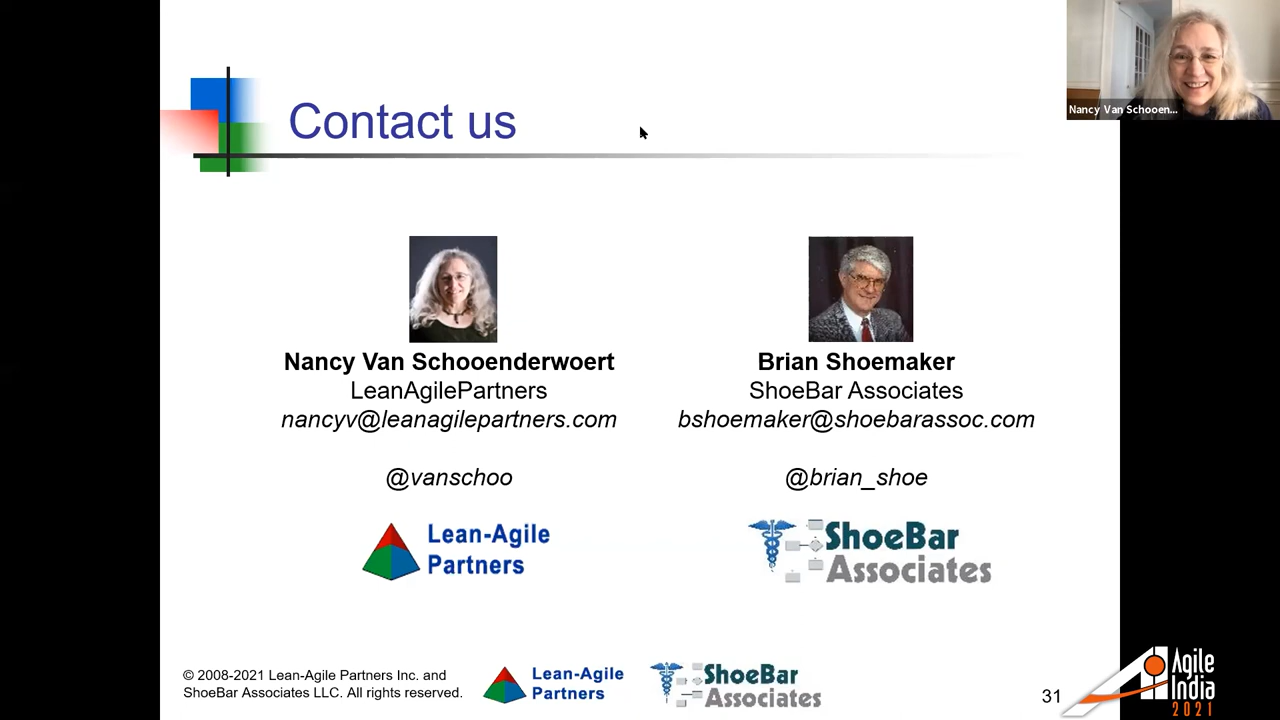 Nancy Van Schooen...
Contact us
Nancy Van Schooenderwoert
LeanAgilePartners
nancyv@leanagilepartners.com
@vanschoo
Lean-Agile
Partners
Brian Shoemaker
ShoeBar Associates
bshoemaker@shoebarassoc.com
@brian_shoe
ShoeBar
Associates
© 2008-2021 Lean-Agile Partners Inc. and
ShoeBar Associates LLC. All rights reserved.
Lean-Agile
Partners
ShoeBar
Associates
31
Agile
India
2021